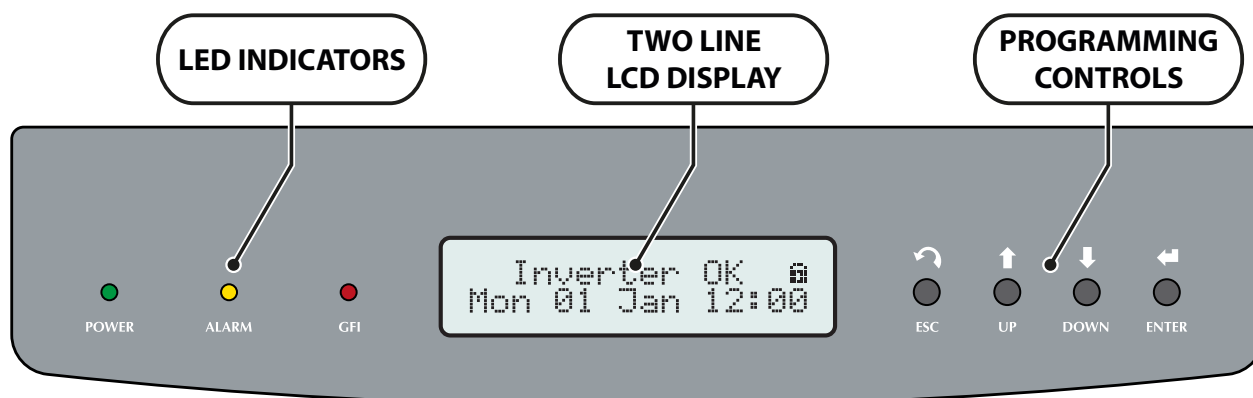 LED INDICATORS
TWO LINE
LCD DISPLAY
PROGRAMMING
CONTROLS
Inverter OK
Mon 01 Jan 12:00
POWER
ALARM
GFI
ESC
UP
DOWN
ENTER